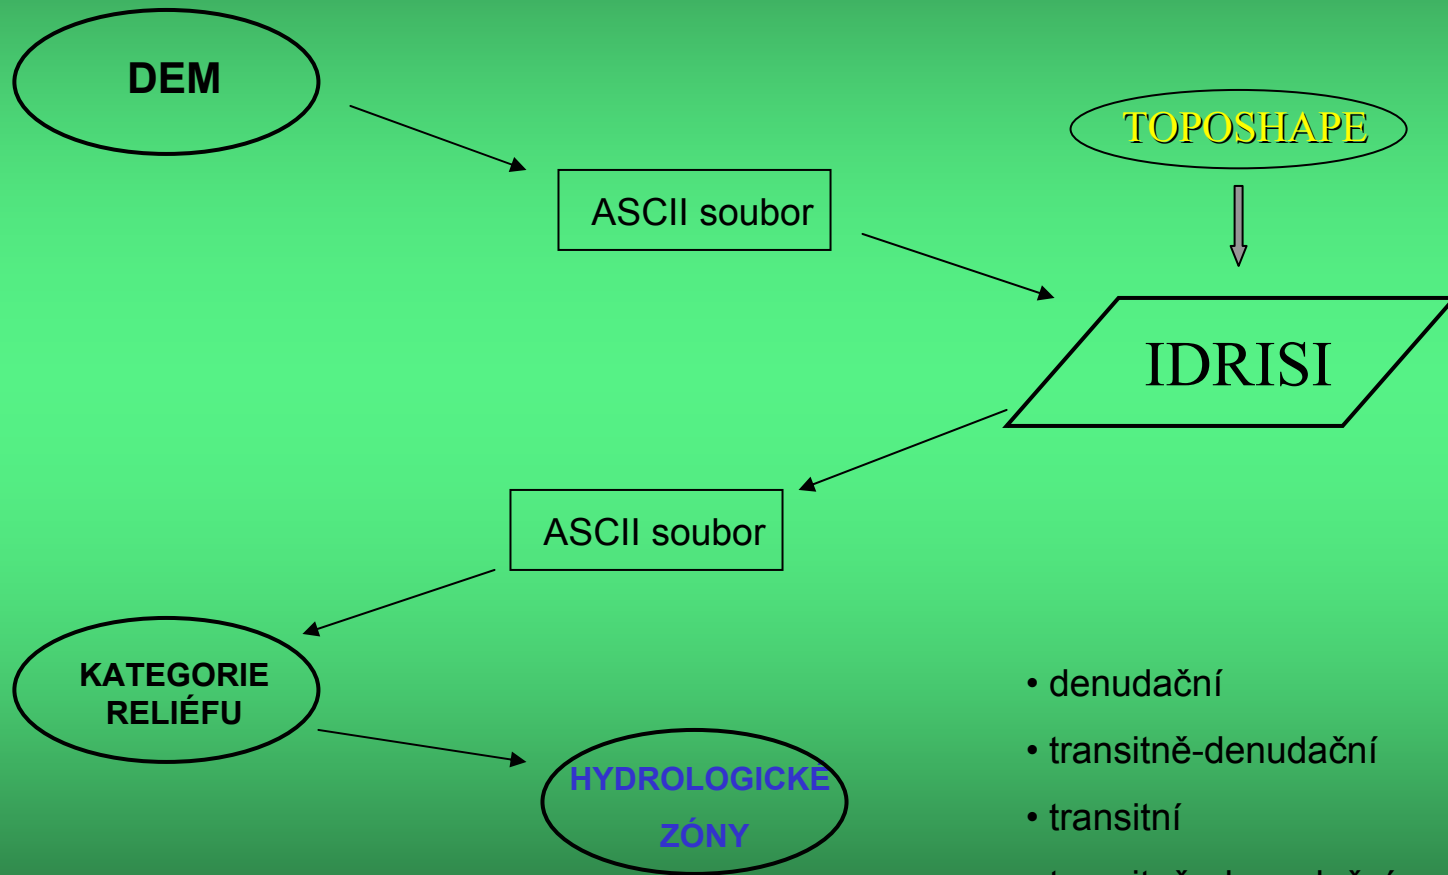 DEM
TOPOSHAPE
ASCII soubor
IDRISI
ASCII soubor
KATEGORIE
RELIÉFU
HYDROLOGICKÉ
ZÓNY
• denudační
• transitně-denudační
• transitní